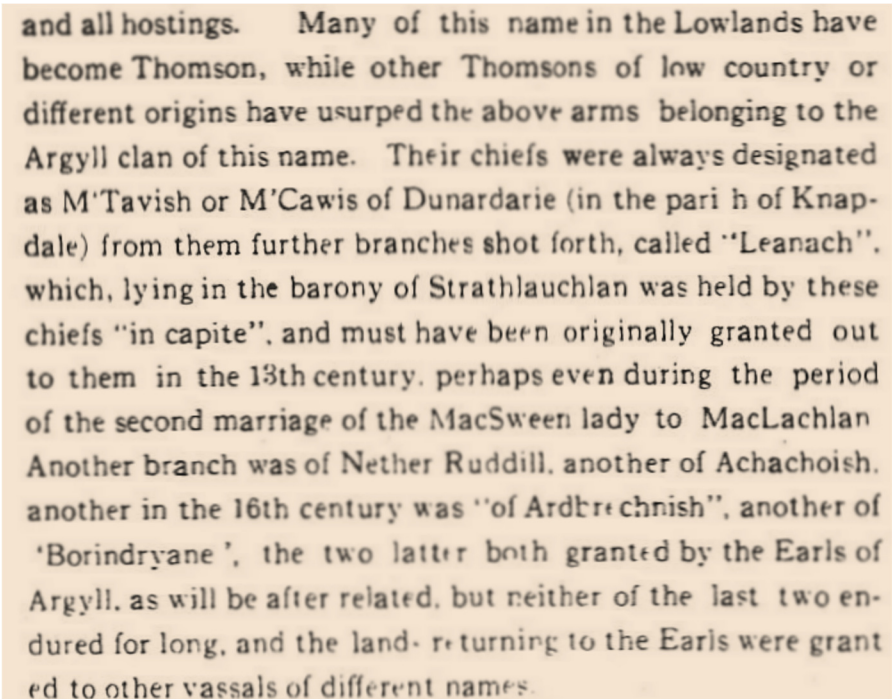 and all hostings. Many of this name in the Lowlands have
become Thomson, while other Thomsons of low country or
different origins have usurped the above arms belonging to the
Argyll clan of this name. Their chiefs were always designated
as M'Tavish or M'Cawis of Dunardarie (in the pari h of Knap-
dale) from them further branches shot forth, called "Leanach".
which, lying in the barony of Strathlauchlan was held by these
chiefs "in capite", and must have been originally granted out
to them in the 13th century. perhaps even during the period
of the second marriage of the MacSween lady to MacLachlan
Another branch was of Nether Ruddill. another of Achachoish.
another in the 16th century was "of Ardbrechnish", another of
'Borindryane', the two latter both granted by the Earls of
Argyll. as will be after related, but neither of the last two en-
dured for long, and the land- returning to the Earls were grant
ed to other vassals of different names.